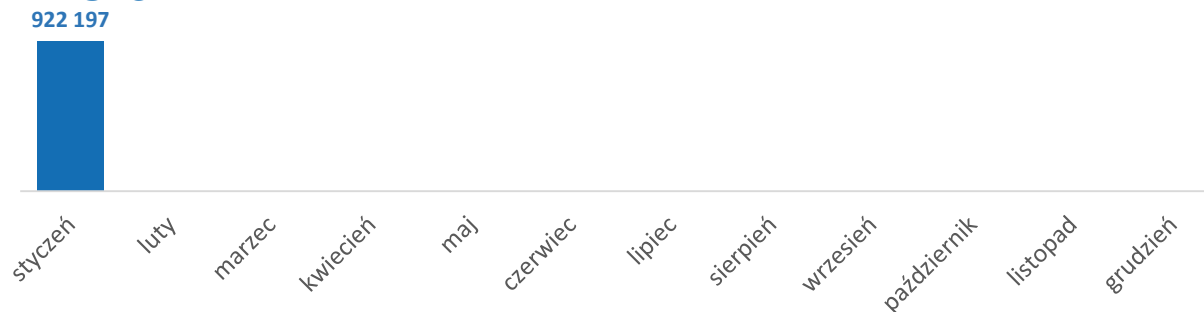 922 197
styczeń
luty
marzec
kwiecień
maj
czerwiec
lipiec
sierpień
wrzesień
październik
listopad
grudzień